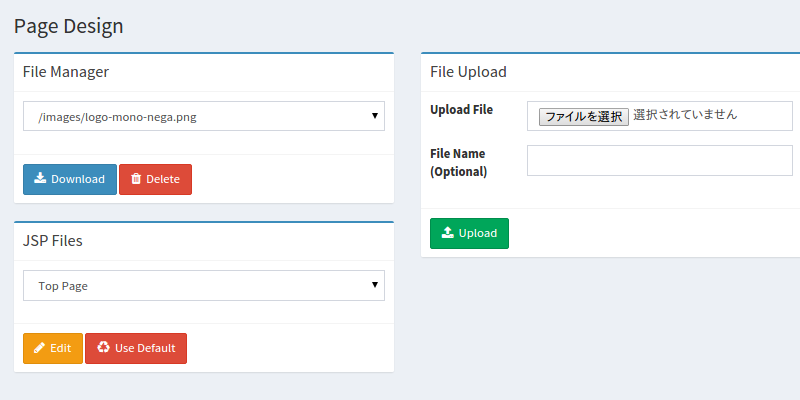 Page Design
File Manager
/images/logo-mono-nega.png
Download
Delete
JSP Files
Top Page
Edit
Use Default
File Upload
Upload File
ファイルを選択 選択されていません
File Name
(Optional)
Upload